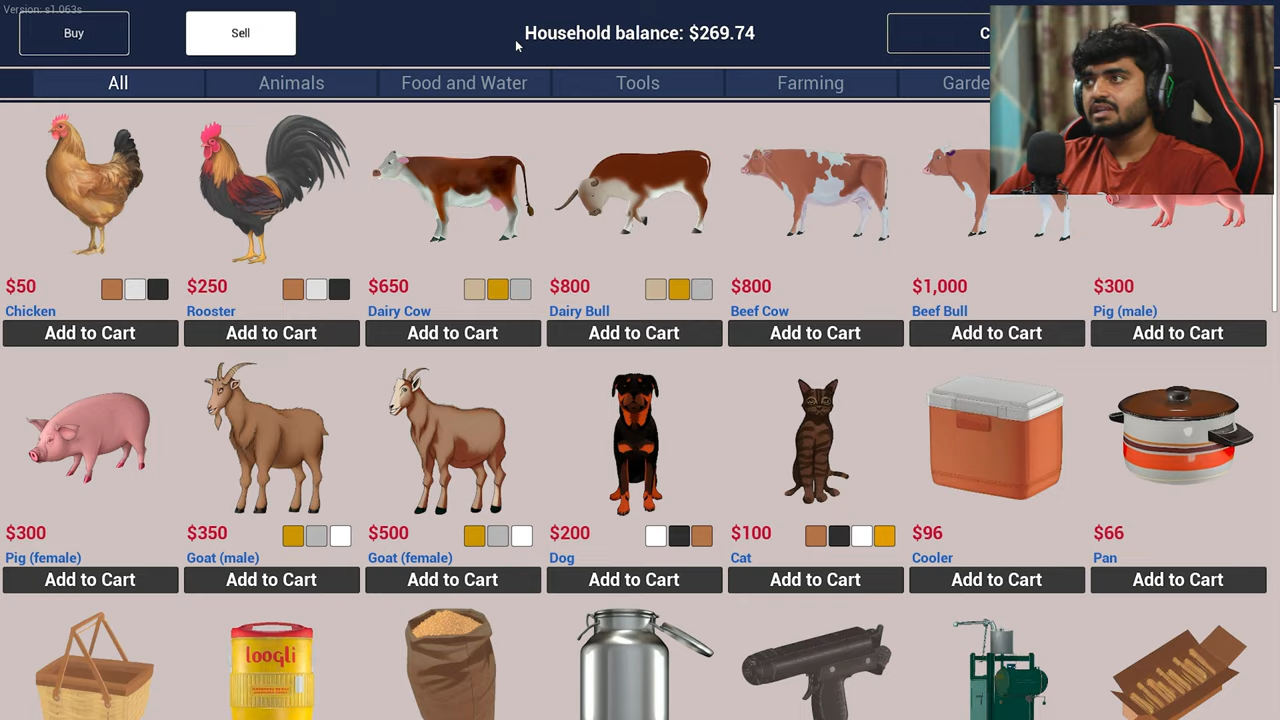 Version: s1.063s
Buy
Sell
Household balance: $269.74
C
All
Animals
Food and Water
Tools
Farming
Garde
$50
$250
$650
$800
$800
$1,000
$300
Chicken
Rooster
Dairy Cow
Dairy Bull
Beef Cow
Beef Bull
Pig (male)
Add to Cart
Add to Cart
Add to Cart
Add to Cart
Add to Cart
Add to Cart
Add to Cart
$300
$350
$500
$200
$100
$96
$66
Pig (female)
Goat (male)
Goat (female)
Dog
Cat
Cooler
Pan
Add to Cart
Add to Cart
Add to Cart
Add to Cart
Add to Cart
Add to Cart
Add to Cart
loogli